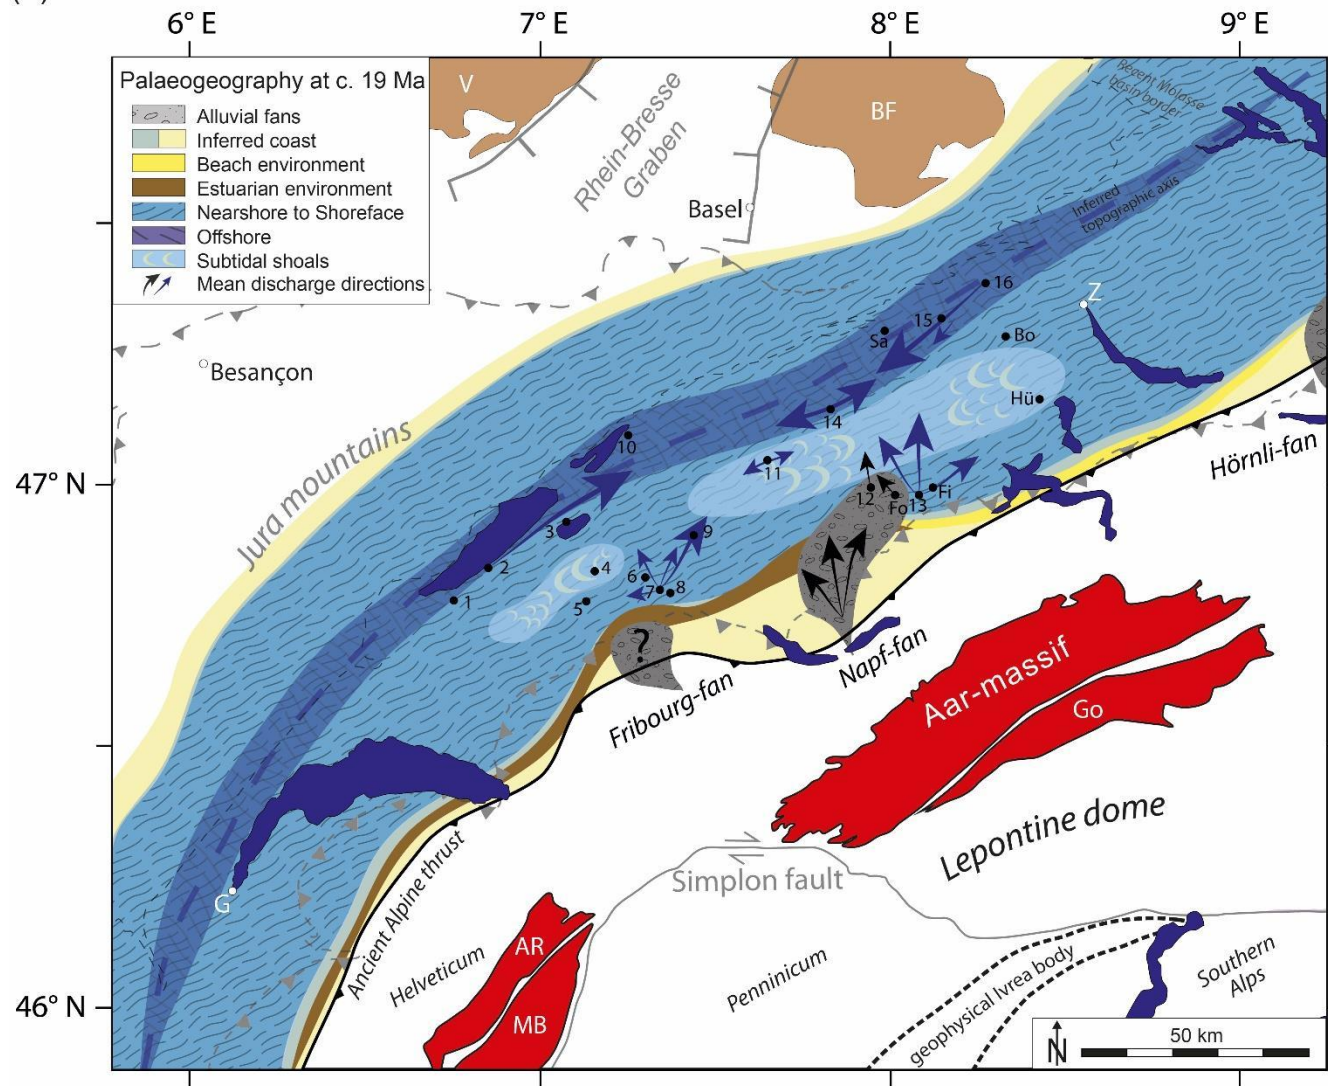 6° E
7° E
8° E
9° E
Palaeogeography at c. 19 Ma
Alluvial fans
Inferred coast
Beach environment
Estuarian environment
Nearshore to Shoreface
Offshore
Subtidal shoals
Mean discharge directions
V
BF
Rhein-Bresse
Graben
Basel
Recent Molasse
basin border
Inferred
topographic axis
Besançon
Jura mountains
47° N
46° N
16
15
Sa
Bo
Z
Hü
14
10
11
12
Fo
13
Fi
3
2
1
4
5
6
7
8
9
?
Hörnli-fan
Napf-fan
Fribourg-fan
Aar-massif
Go
Lepontine dome
Simplon fault
G
Ancient Alpine thrust
Helveticum
AR
MB
Penninicum
geophysical Ivrea body
Southern
Alps
N
50 km